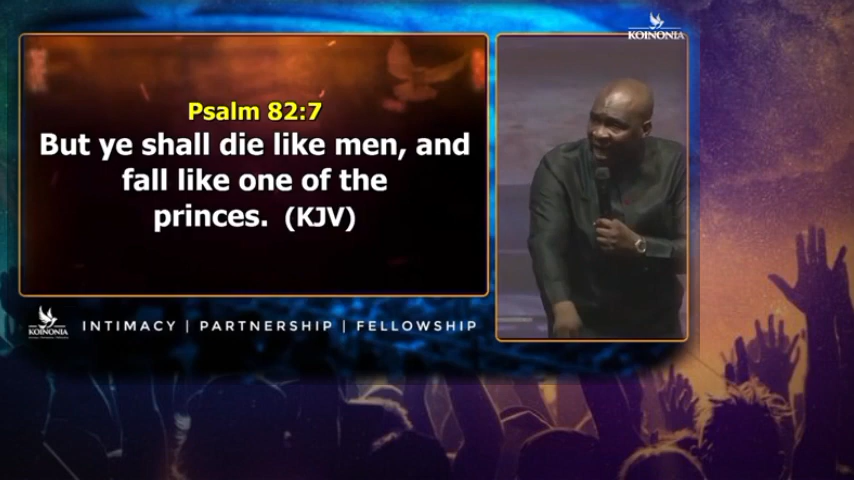 KOINONIA
Psalm 82:7
But ye shall die like men, and
fall like one of the
princes. (KJV)
KOINONIA
INTIMACY | PARTNERSHIP | FELLOWSHIP